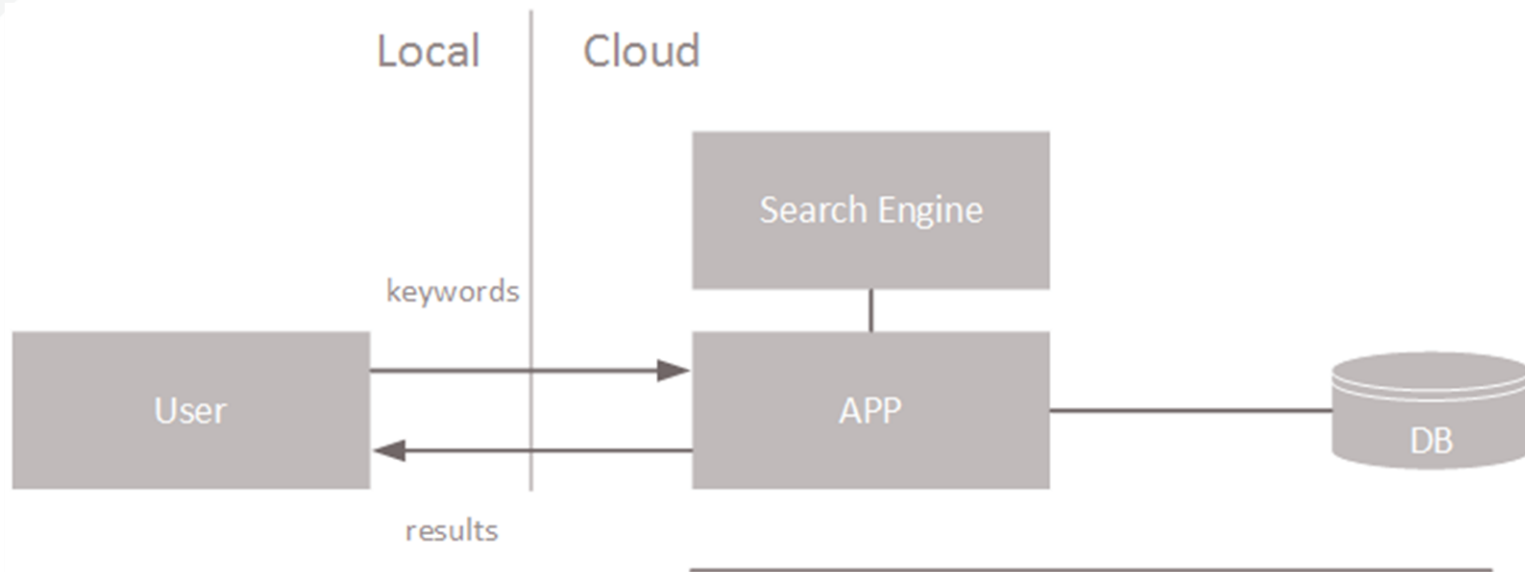 Local
Cloud
Search Engine
keywords
User
APP
DB
results